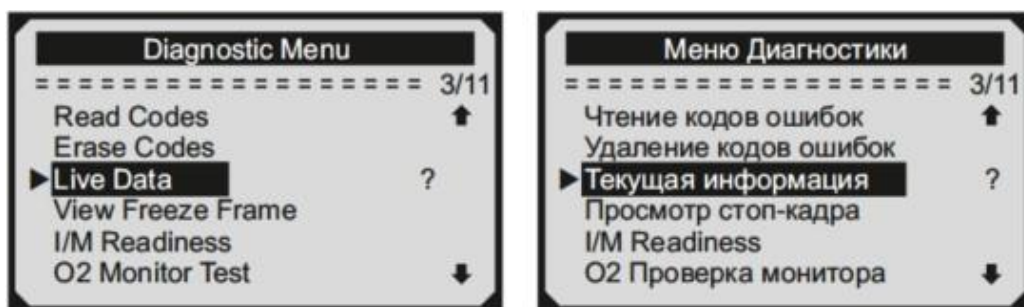 Diagnostic Menu
= = = = = = = = = = = = = = = = = = 3/11
Read Codes
Erase Codes
Live Data ?
View Freeze Frame
I/M Readiness
O2 Monitor Test
Меню Диагностики
= = = = = = = = = = = = = = = = = = 3/11
Чтение кодов ошибок
Удаление кодов ошибок
Текущая информация ?
Просмотр стоп-кадра
I/M Readiness
O2 Проверка монитора